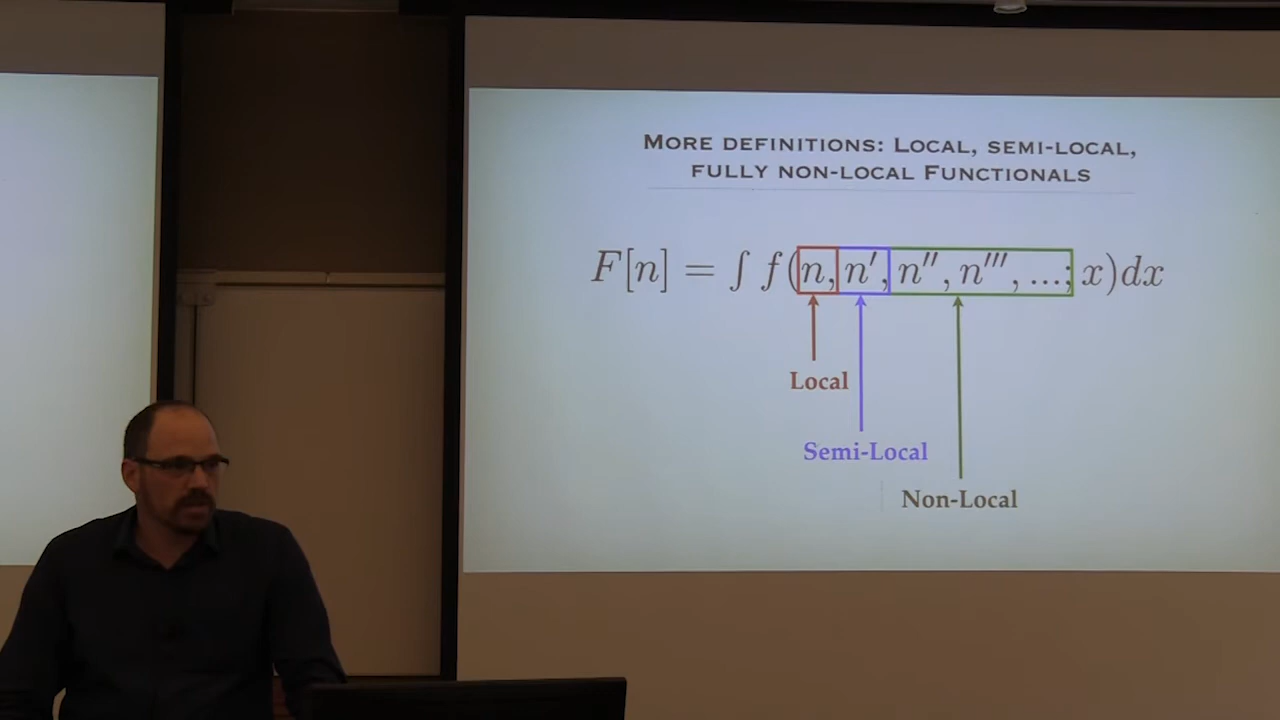 MORE DEFINITIONS: LOCAL, SEMI-LOCAL,
FULLY NON-LOCAL FUNCTIONALS
F[n] = ∫ f(n, n′, n″, n‴, ...; x)dx
Local
Semi-Local
Non-Local